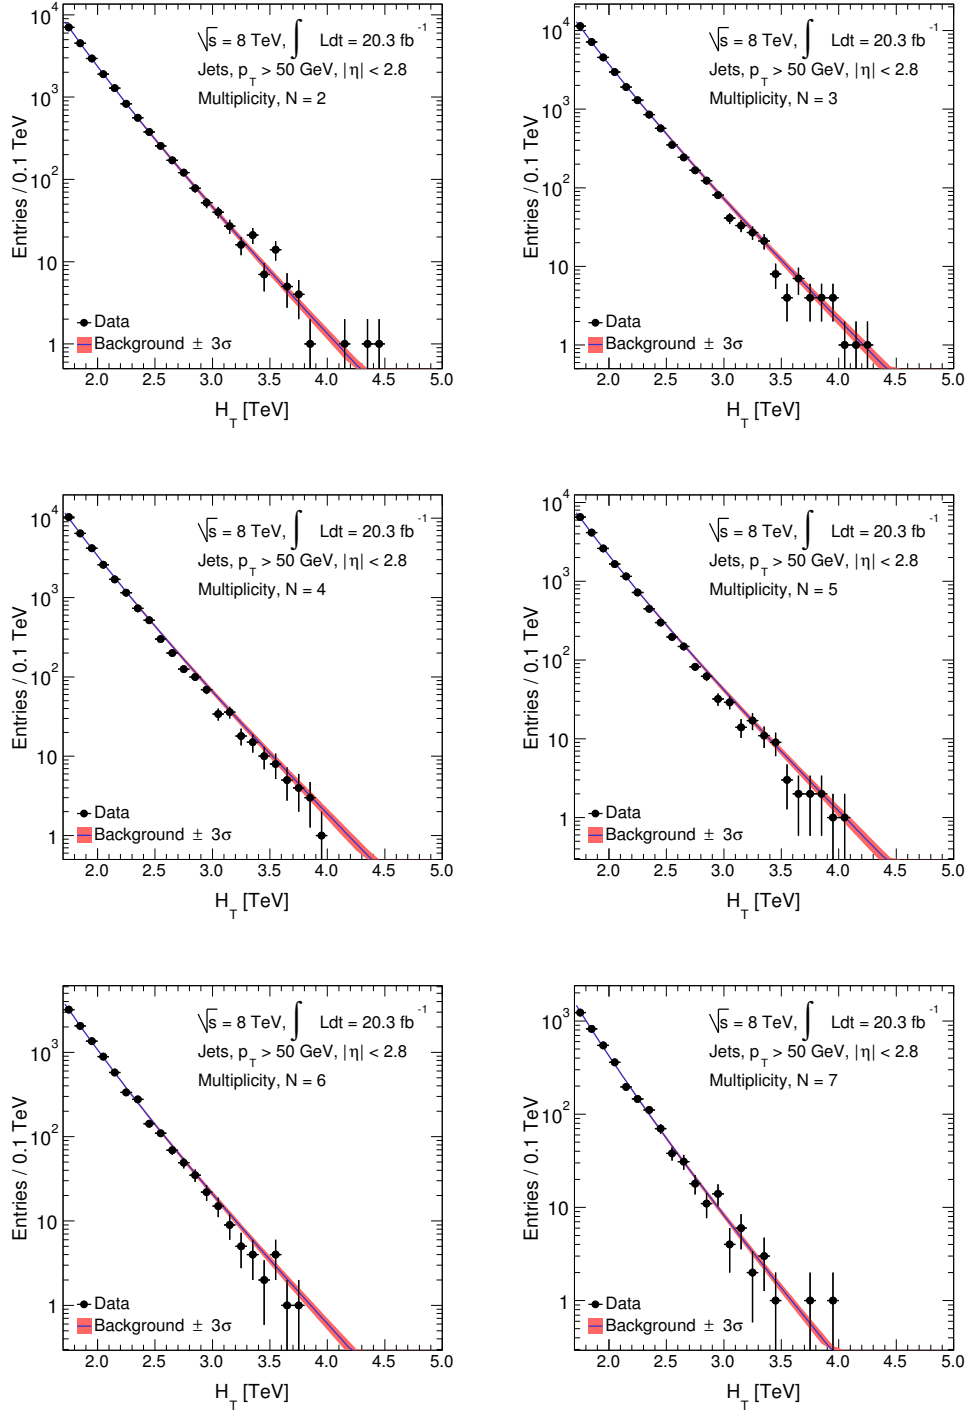 Entries / 0.1 TeV
10⁴
10³
10²
10
1
√s = 8 TeV, ∫ Ldt = 20.3 fb⁻¹
Jets, p_T > 50 GeV, |η| < 2.8
Multiplicity, N = 2
Data
Background ± 3σ
2.0 2.5 3.0 3.5 4.0 4.5 5.0
H_T [TeV]
Entries / 0.1 TeV
10⁴
10³
10²
10
1
√s = 8 TeV, ∫ Ldt = 20.3 fb⁻¹
Jets, p_T > 50 GeV, |η| < 2.8
Multiplicity, N = 3
Data
Background ± 3σ
2.0 2.5 3.0 3.5 4.0 4.5 5.0
H_T [TeV]
Entries / 0.1 TeV
10⁴
10³
10²
10
1
√s = 8 TeV, ∫ Ldt = 20.3 fb⁻¹
Jets, p_T > 50 GeV, |η| < 2.8
Multiplicity, N = 4
Data
Background ± 3σ
2.0 2.5 3.0 3.5 4.0 4.5 5.0
H_T [TeV]
Entries / 0.1 TeV
10⁴
10³
10²
10
1
√s = 8 TeV, ∫ Ldt = 20.3 fb⁻¹
Jets, p_T > 50 GeV, |η| < 2.8
Multiplicity, N = 5
Data
Background ± 3σ
2.0 2.5 3.0 3.5 4.0 4.5 5.0
H_T [TeV]
Entries / 0.1 TeV
10³
10²
10
1
√s = 8 TeV, ∫ Ldt = 20.3 fb⁻¹
Jets, p_T > 50 GeV, |η| < 2.8
Multiplicity, N = 6
Data
Background ± 3σ
2.0 2.5 3.0 3.5 4.0 4.5 5.0
H_T [TeV]
Entries / 0.1 TeV
10³
10²
10
1
√s = 8 TeV, ∫ Ldt = 20.3 fb⁻¹
Jets, p_T > 50 GeV, |η| < 2.8
Multiplicity, N = 7
Data
Background ± 3σ
2.0 2.5 3.0 3.5 4.0 4.5 5.0
H_T [TeV]